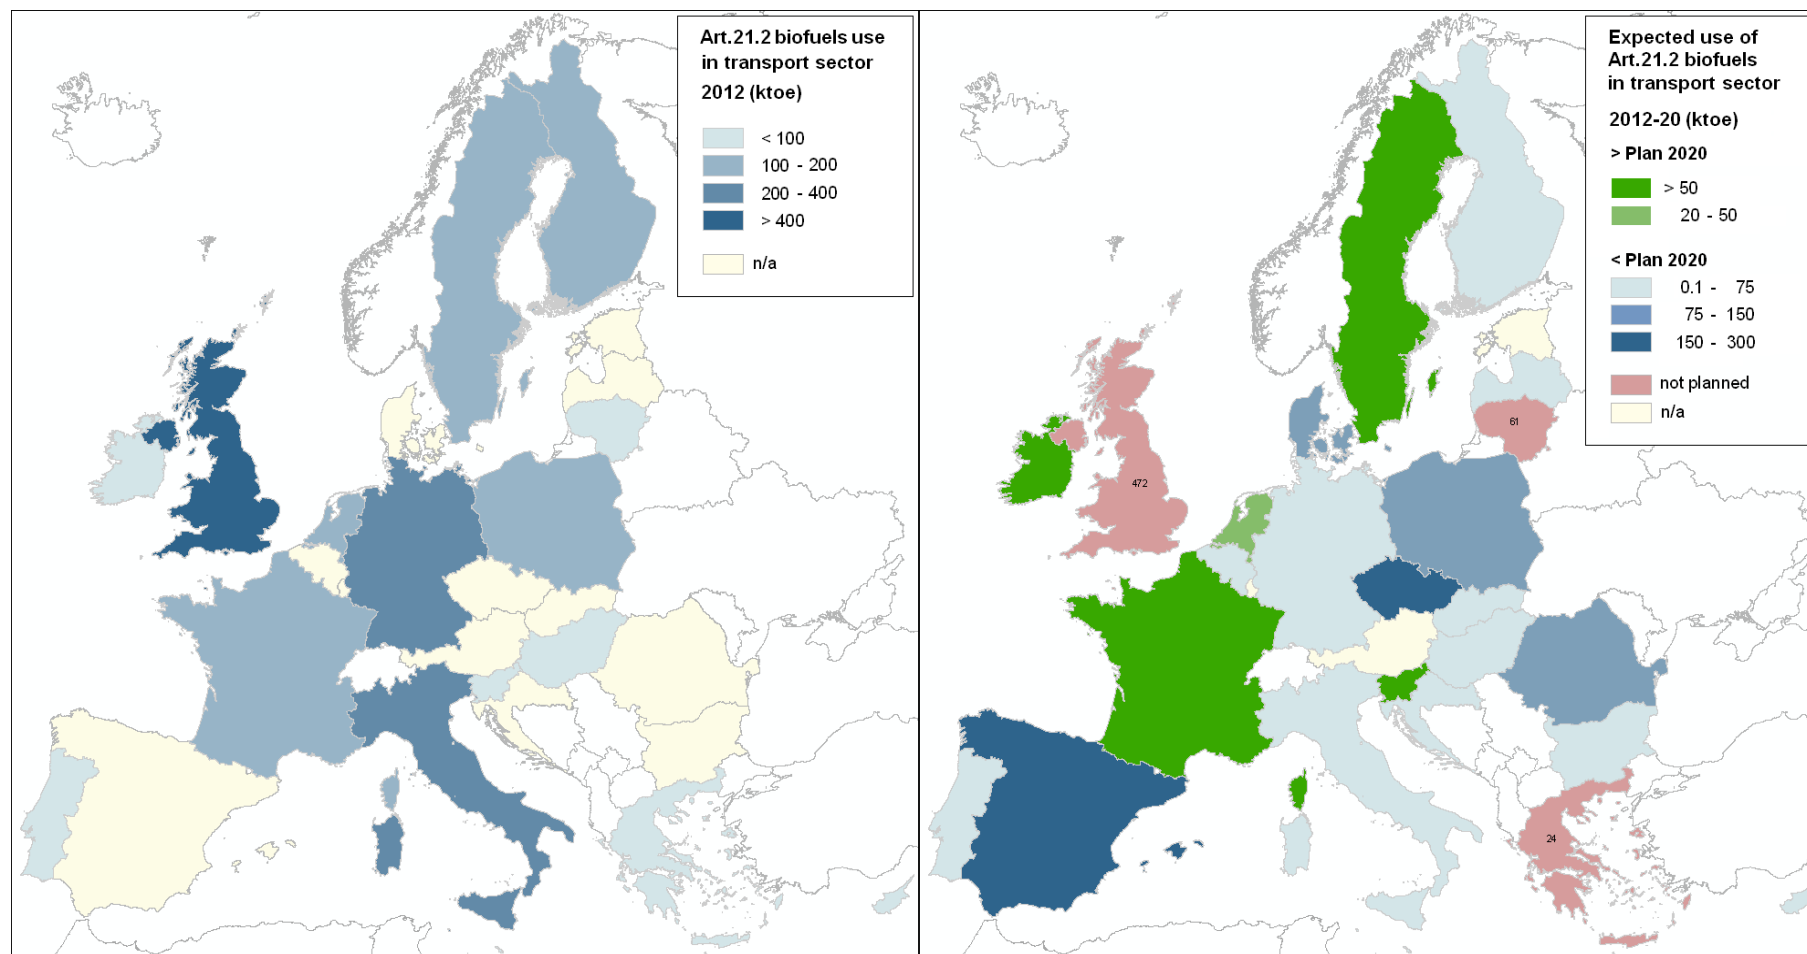 Art.21.2 biofuels use
in transport sector
2012 (ktoe)
< 100
100 - 200
200 - 400
> 400
n/a
Expected use of
Art.21.2 biofuels
in transport sector
2012-20 (ktoe)
> Plan 2020
> 50
20 - 50
< Plan 2020
0.1 - 75
75 - 150
150 - 300
not planned
n/a
61
472
24